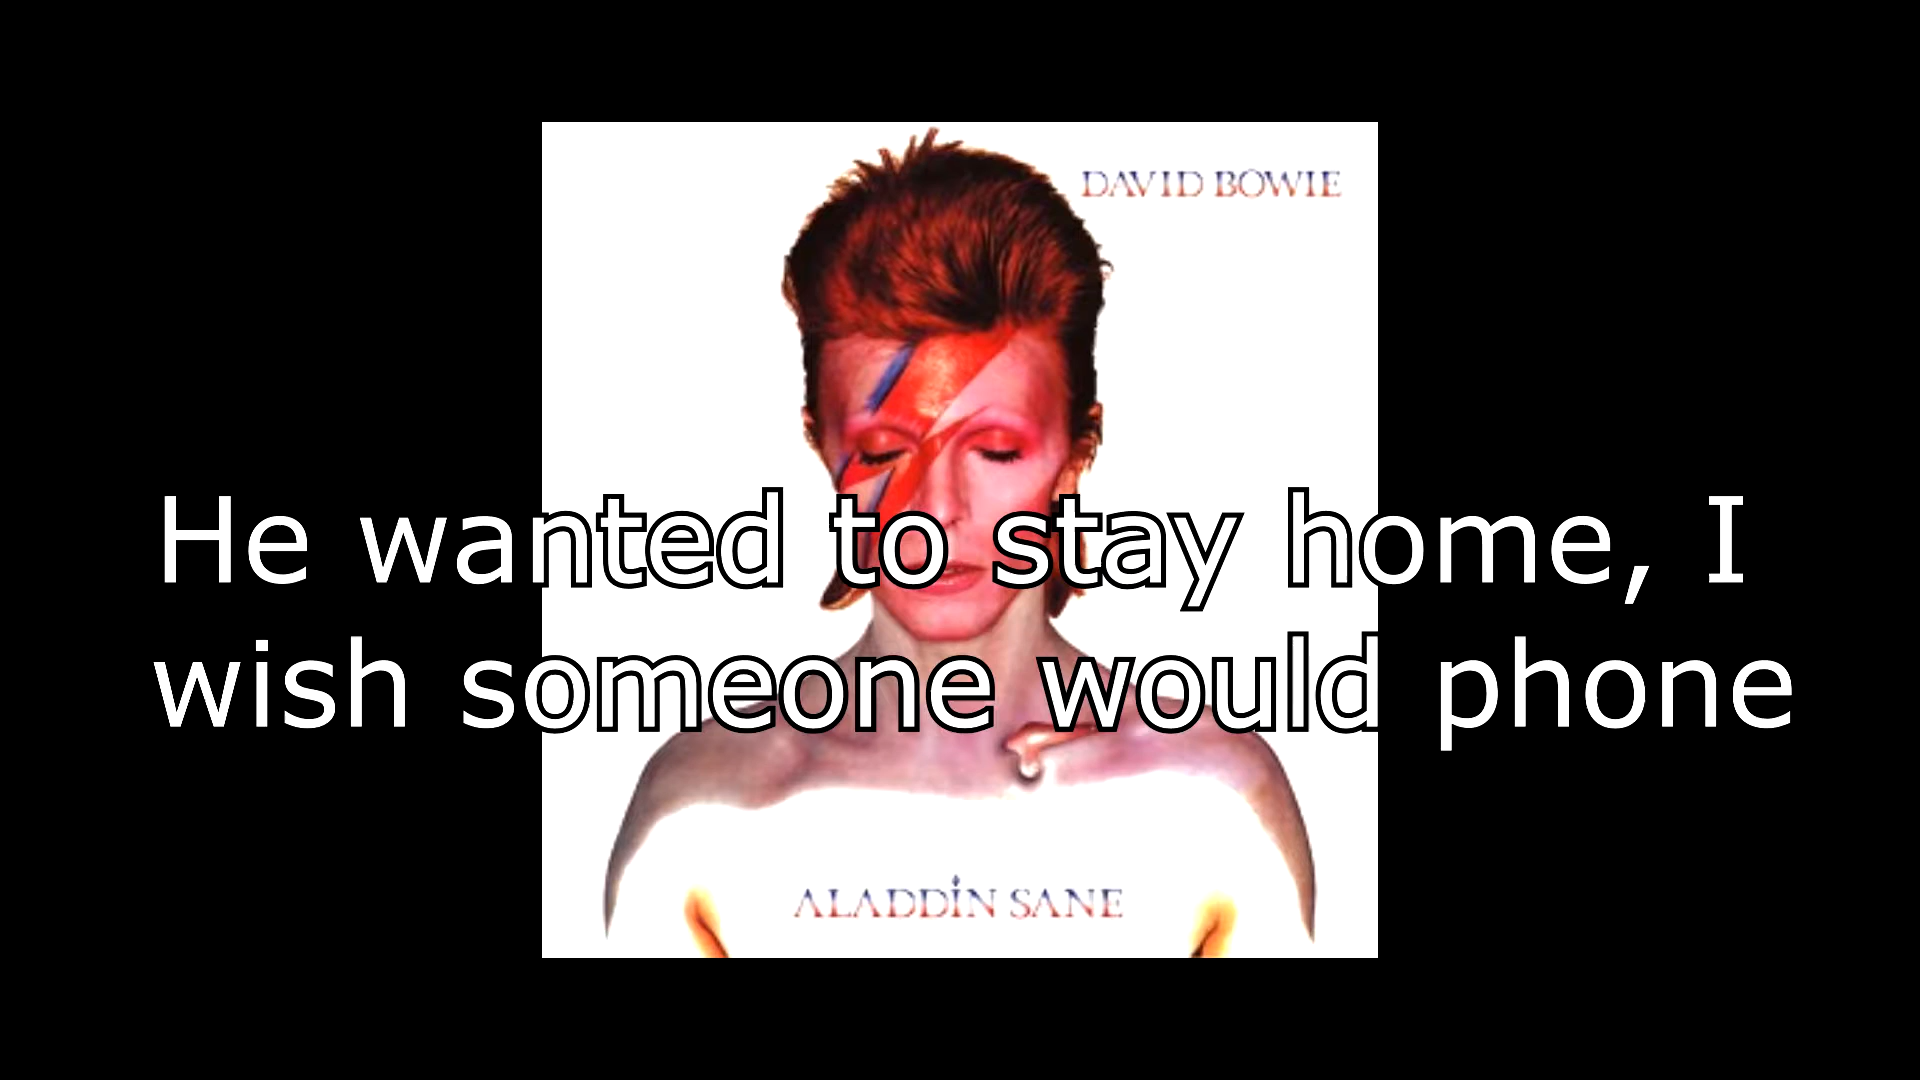 DAVID BOWIE
He wanted to stay home, I
wish someone would phone
ALADDIN SANE